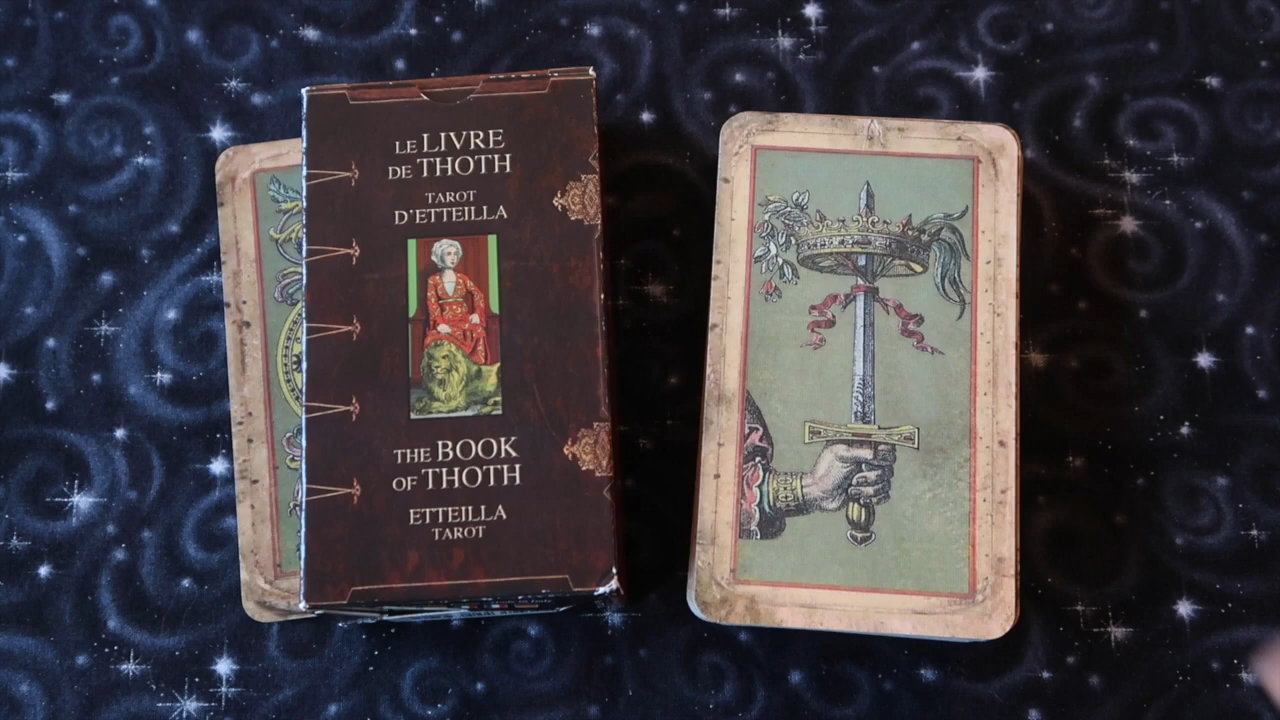 LE LIVRE
DE THOTH
TAROT
D'ETTEILLA
THE BOOK
OF THOTH
ETTEILLA
TAROT